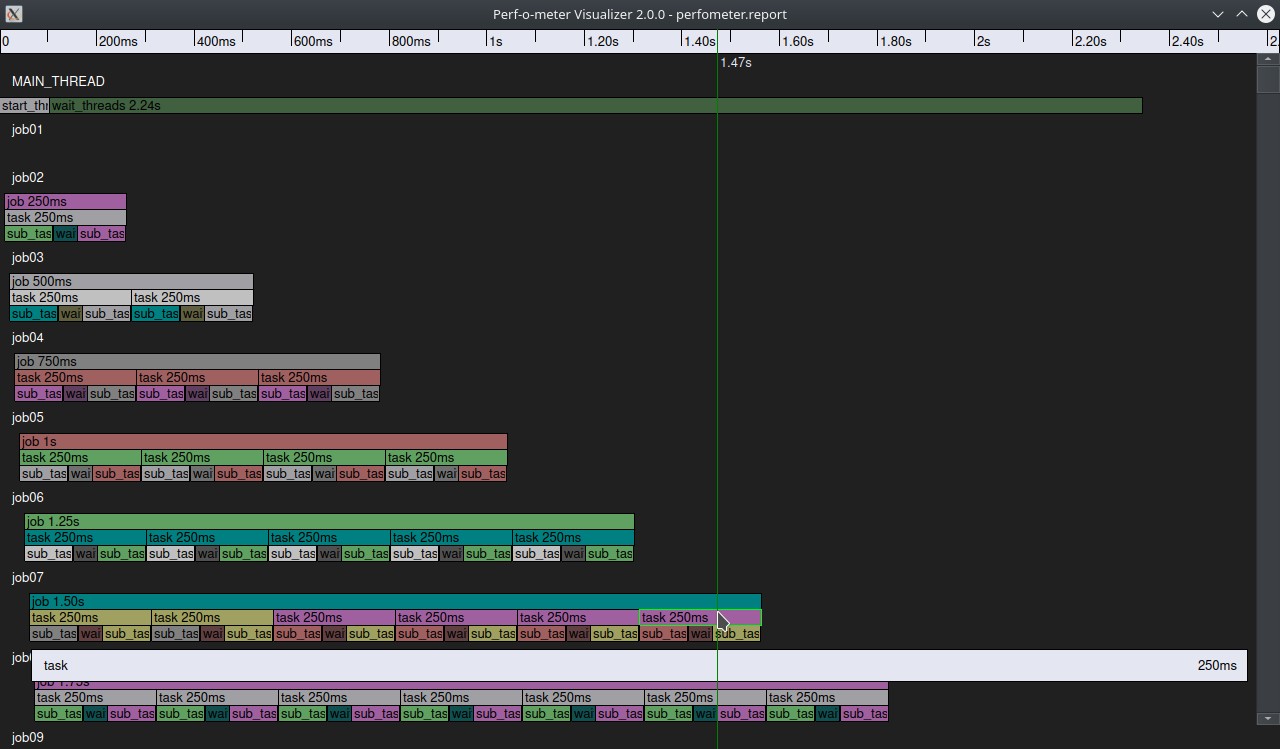 Perf-o-meter Visualizer 2.0.0 - perfometer.report
0 200ms 400ms 600ms 800ms 1s 1.20s 1.40s 1.60s 1.80s 2s 2.20s 2.40s 2.
1.47s
MAIN_THREAD
start_thr wait_threads 2.24s
job01
job02
job 250ms
task 250ms
sub_tas wai sub_tas
job03
job 500ms
task 250ms task 250ms
sub_tas wai sub_tas sub_tas wai sub_tas
job04
job 750ms
task 250ms task 250ms task 250ms
sub_tas wai sub_tas sub_tas wai sub_tas sub_tas wai sub_tas
job05
job 1s
task 250ms task 250ms task 250ms task 250ms
sub_tas wai sub_tas sub_tas wai sub_tas sub_tas wai sub_tas sub_tas wai sub_tas
job06
job 1.25s
task 250ms task 250ms task 250ms task 250ms task 250ms
sub_tas wai sub_tas sub_tas wai sub_tas sub_tas wai sub_tas sub_tas wai sub_tas sub_tas wai sub_tas
job07
job 1.50s
task 250ms task 250ms task 250ms task 250ms task 250ms task 250ms
sub_tas wai sub_tas sub_tas wai sub_tas sub_tas wai sub_tas sub_tas wai sub_tas sub_tas wai sub_tas sub_tas wai sub_tas
task 250ms
job 1.75s
task 250ms task 250ms task 250ms task 250ms task 250ms task 250ms task 250ms
sub_tas wai sub_tas sub_tas wai sub_tas sub_tas wai sub_tas sub_tas wai sub_tas sub_tas wai sub_tas sub_tas wai sub_tas sub_tas wai sub_tas
job09